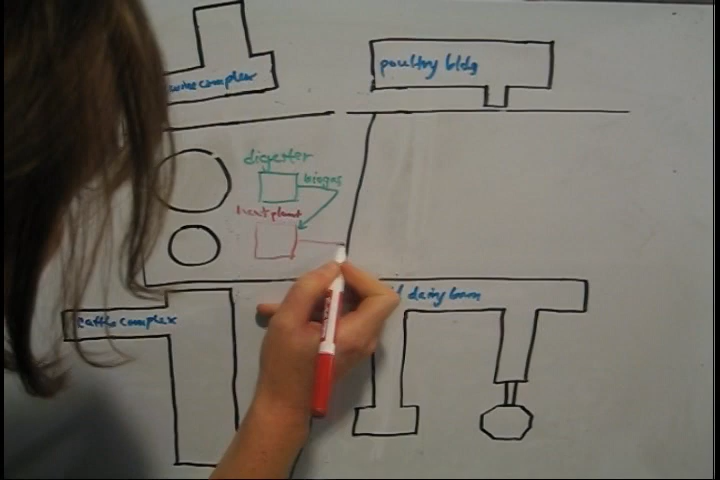 poultry bldg
digester
biogas
heat plant
dairy barn
cattle complex